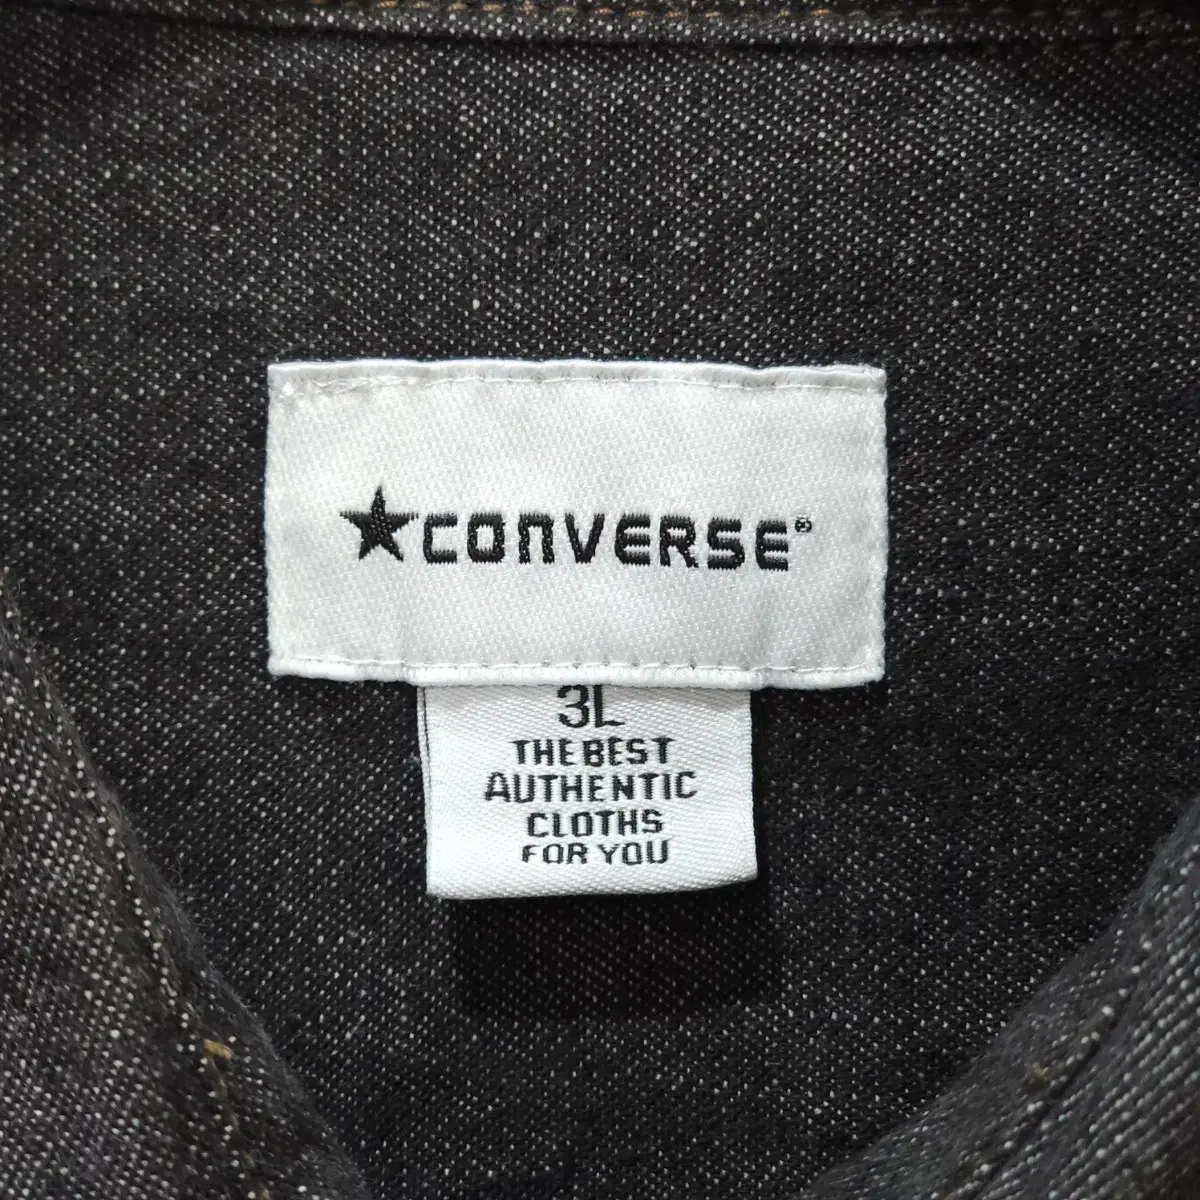 ★CONVERSE®
3L
THE BEST
AUTHENTIC
CLOTHS
FOR YOU